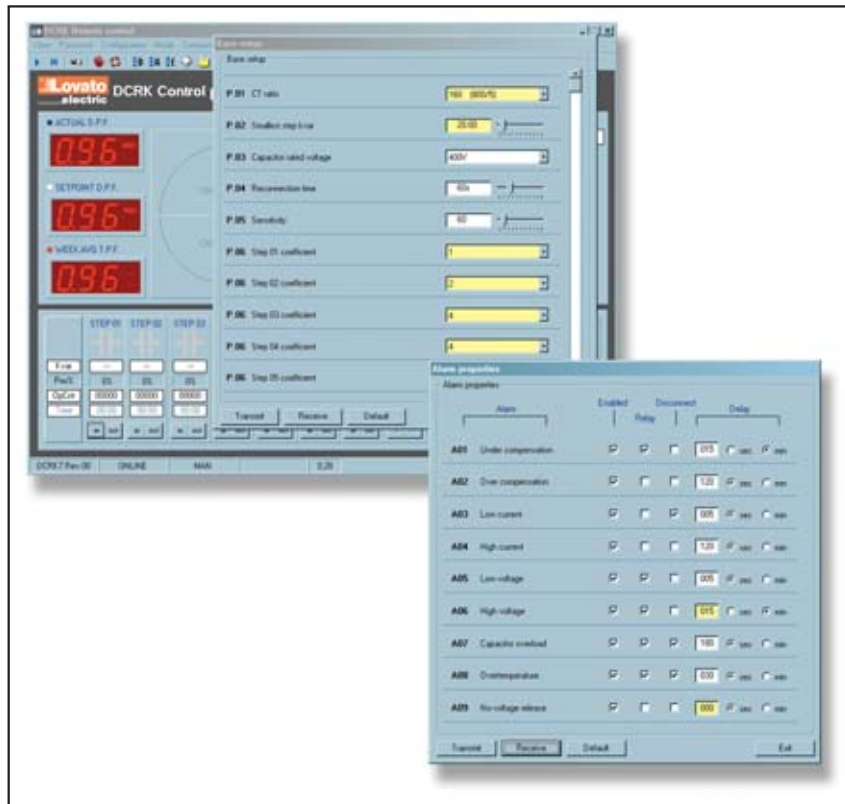 DCRK Remote control
Base setup
Base setup
Lovato electric
DCRK Control
ACTUAL D.P.F.
0.96
SETPOINT D.P.F.
0.96
WEEK AVG T.P.F.
0.96
P.01 CT ratio 160 (800/5)
P.02 Smallest step kvar 20.00
P.03 Capacitor rated voltage 400V
P.04 Reconnection time 60s
P.05 Sensitivity 60
P.06 Step 01 coefficient 1
P.06 Step 02 coefficient 2
P.06 Step 03 coefficient 4
P.06 Step 04 coefficient 4
P.06 Step 05 coefficient
Transmit Receive Default
STEP 01 STEP 02 STEP 03
OpCnt 00000 00000 00000
DCRK7 Rev.00 ONLINE MAN
Alarm properties
Alarm properties
Alarm Enabled Relay Disconnect Delay
A01 Under compensation 015 sec min
A02 Over compensation 120 sec min
A03 Low current 005 sec min
A04 High current 120 sec min
A05 Low voltage 005 sec min
A06 High voltage 015 sec min
A07 Capacitor overload 180 sec min
A08 Overtemperature 030 sec min
A09 No-voltage release 000 sec min
Transmit Receive Default Exit